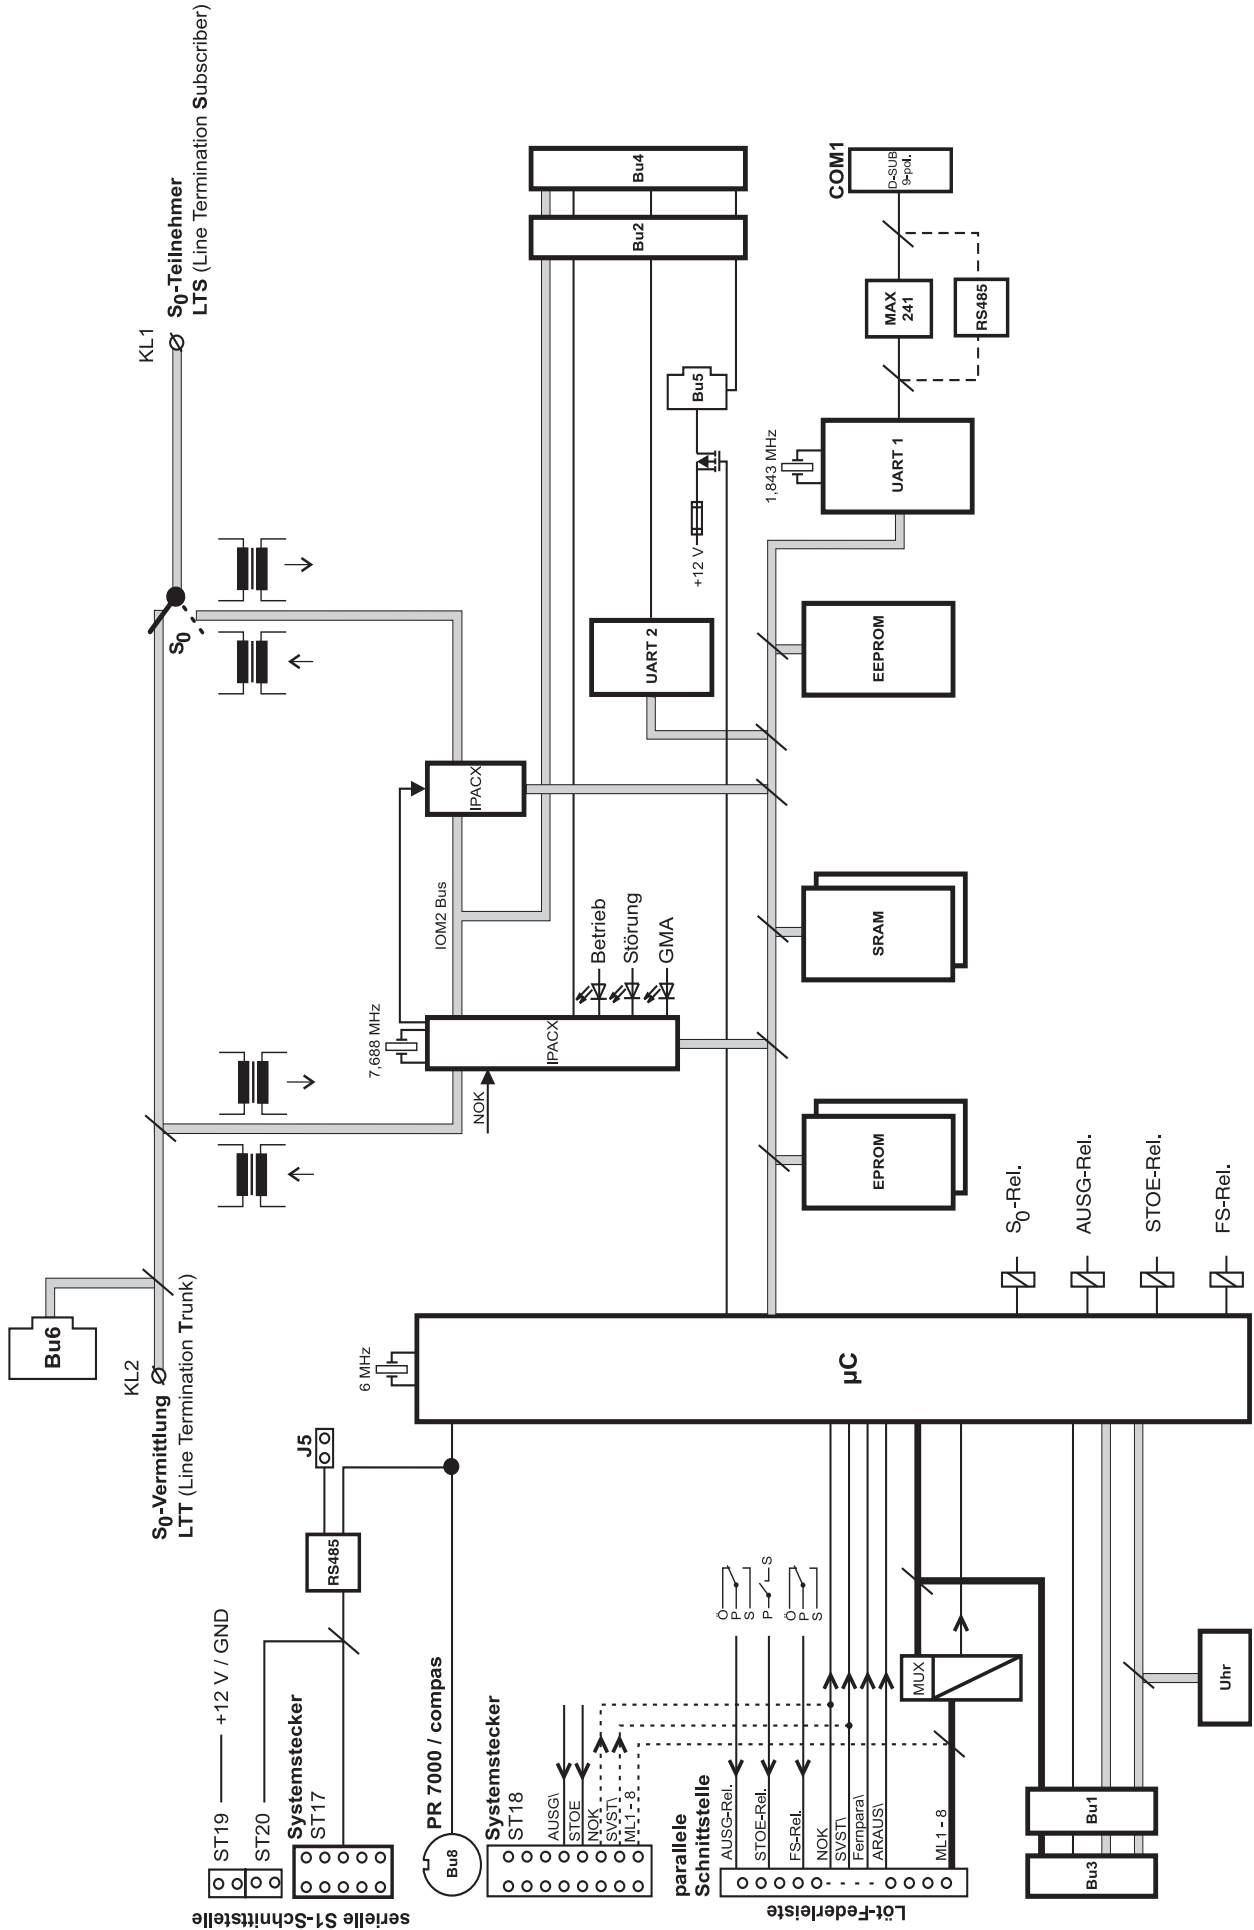 S0-Teilnehmer
LTS (Line Termination Subscriber)
KL1
S0
Bu6
KL2
S0-Vermittlung
LTT (Line Termination Trunk)
Bu4
Bu2
COM1
D-SUB
9-pol.
MAX
241
RS485
Bu5
+12 V
1,843 MHz
UART 1
UART 2
EEPROM
IPACX
IOM2 Bus
SRAM
Betrieb
Störung
GMA
7,688 MHz
IPACX
NOK
EPROM
S0-Rel.
AUSG-Rel.
STOE-Rel.
FS-Rel.
6 MHz
µC
J5
RS485
ST19
+12 V / GND
ST20
Systemstecker
ST17
serielle S1-Schnittstelle
PR 7000 / compas
Bu8
Systemstecker
ST18
AUSG\
STOE
NOK
SVST\
ML1 - 8
parallele
Schnittstelle
AUSG-Rel.
STOE-Rel.
FS-Rel.
NOK
SVST\
Fernpara\
ARAUS\
ML1 - 8
Löt-Federleiste
Ö
P
S
P
S
Ö
P
S
MUX
Uhr
Bu1
Bu3